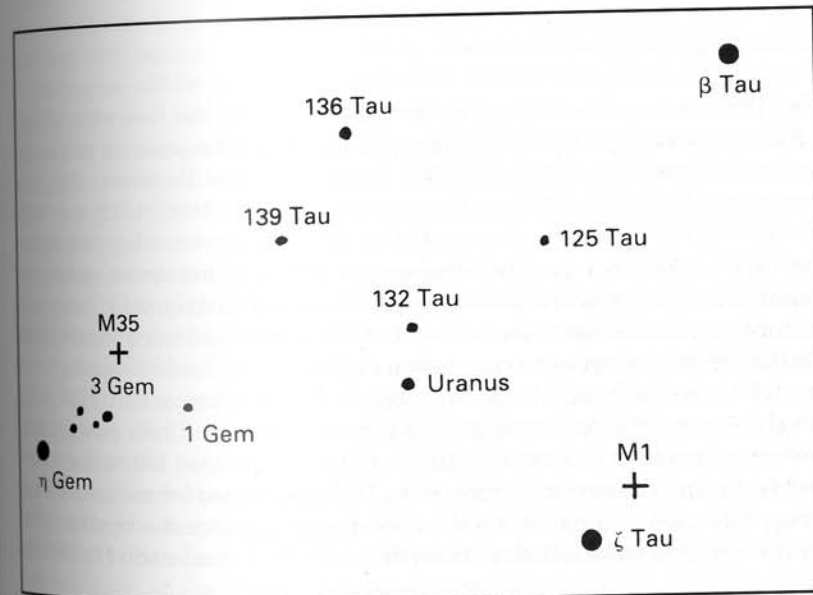 β Tau
136 Tau
139 Tau
125 Tau
132 Tau
M35
3 Gem
Uranus
1 Gem
η Gem
M1
ζ Tau